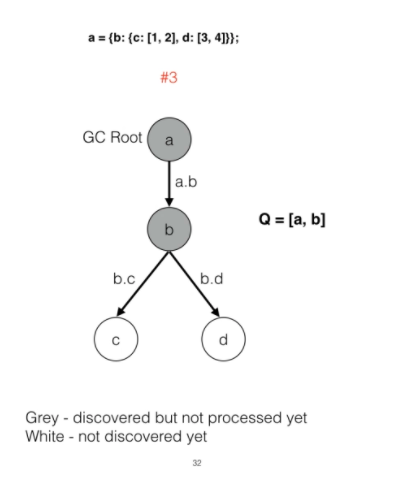 a = {b: {c: [1, 2], d: [3, 4]}};
#3
GC Root
a
a.b
b
Q = [a, b]
b.c
b.d
c
d
Grey - discovered but not processed yet
White - not discovered yet
32